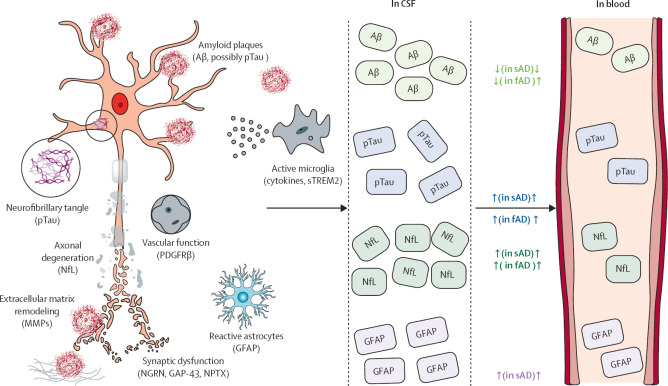 In CSF
In blood
Amyloid plaques
(Aβ, possibly pTau )
Active microglia
(cytokines, sTREM2)
Neurofibrillary tangle
(pTau)
Vascular function
(PDGFRβ)
Axonal
degeneration
(NfL)
Extracellular matrix
remodeling
(MMPs)
Reactive astrocytes
(GFAP)
Synaptic dysfunction
(NGRN, GAP-43, NPTX)
Aβ
Aβ
Aβ
Aβ
Aβ
pTau
pTau
pTau
pTau
NfL
NfL
NfL
NfL
NfL
NfL
GFAP
GFAP
GFAP
GFAP
↓(in sAD)↓
↓(in fAD )↑
↑(in sAD)↑
↑(in fAD) ↑
↑(in sAD)↑
↑(in fAD )↑
↑(in sAD)↑
Aβ
Aβ
pTau
pTau
NfL
NfL
GFAP
GFAP